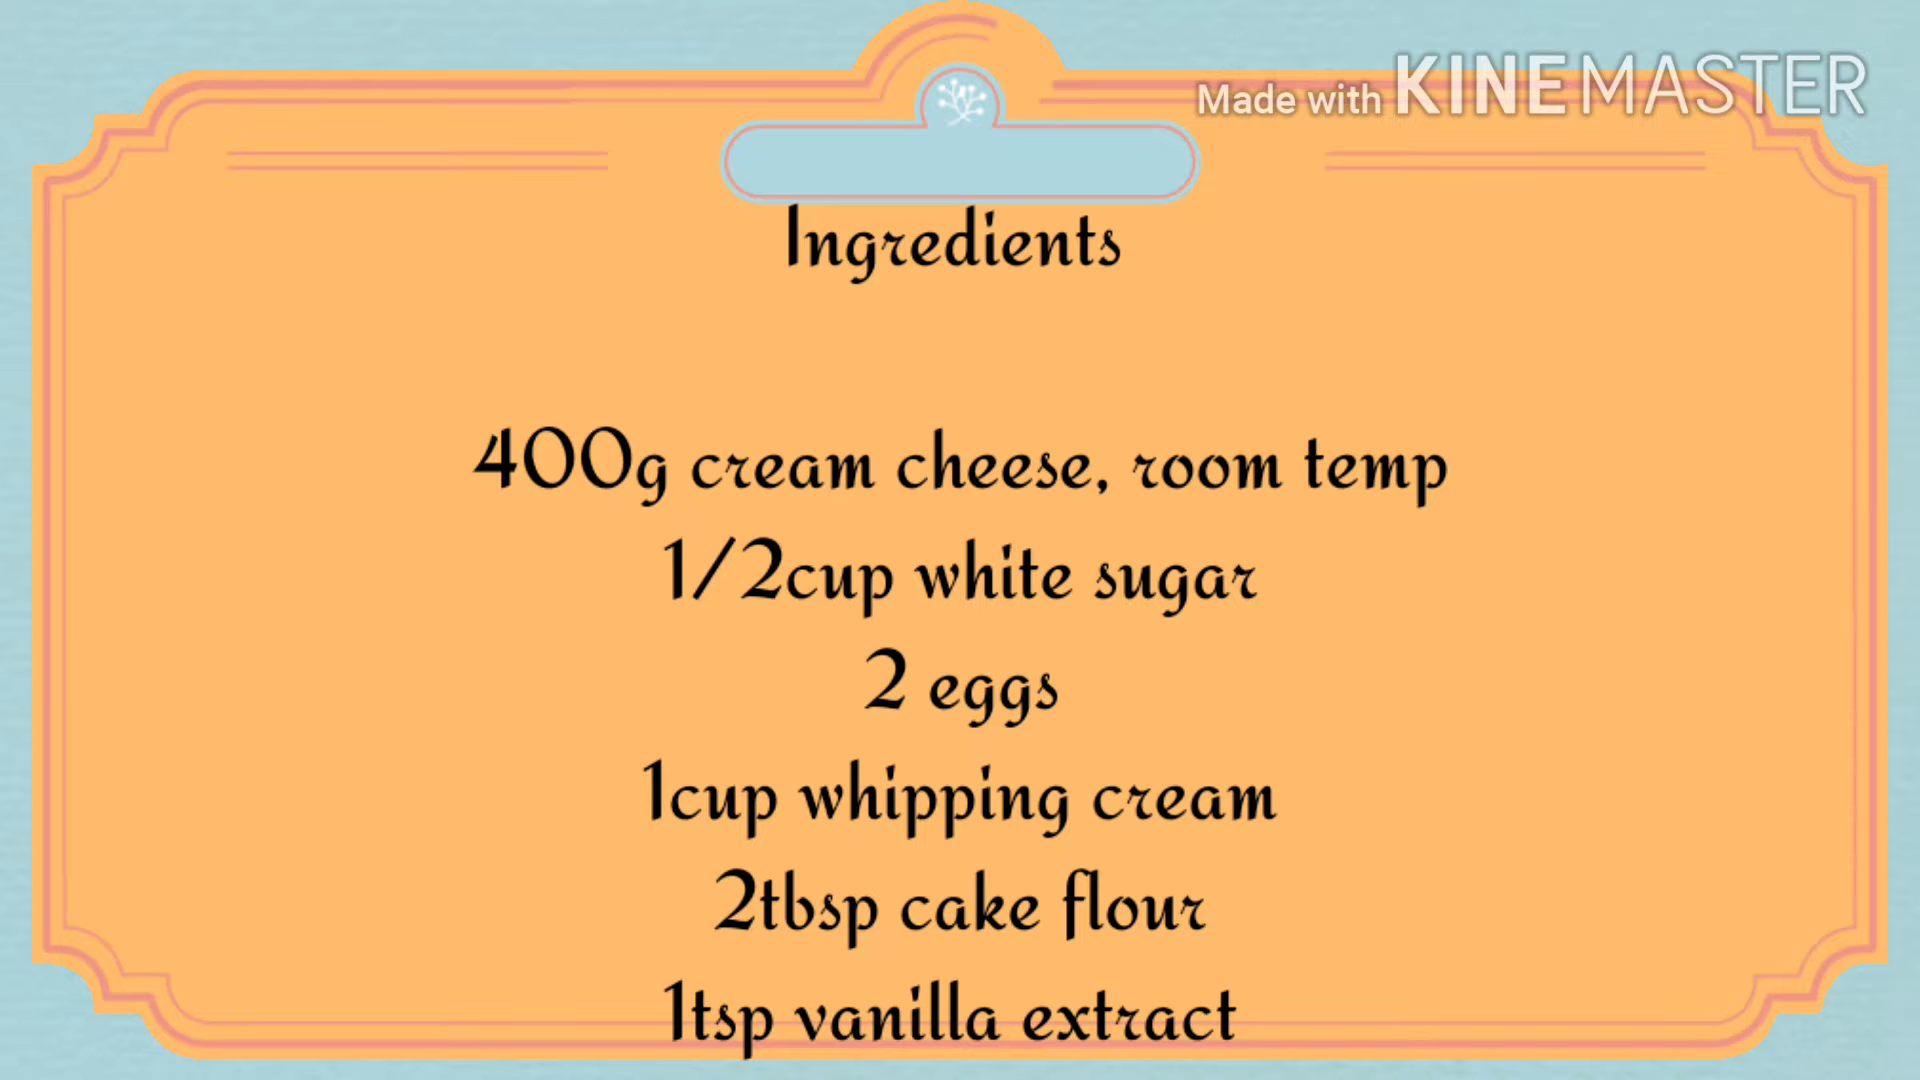 Made with KINEMASTER
Ingredients
400g cream cheese, room temp
1/2cup white sugar
2 eggs
1cup whipping cream
2tbsp cake flour
1tsp vanilla extract